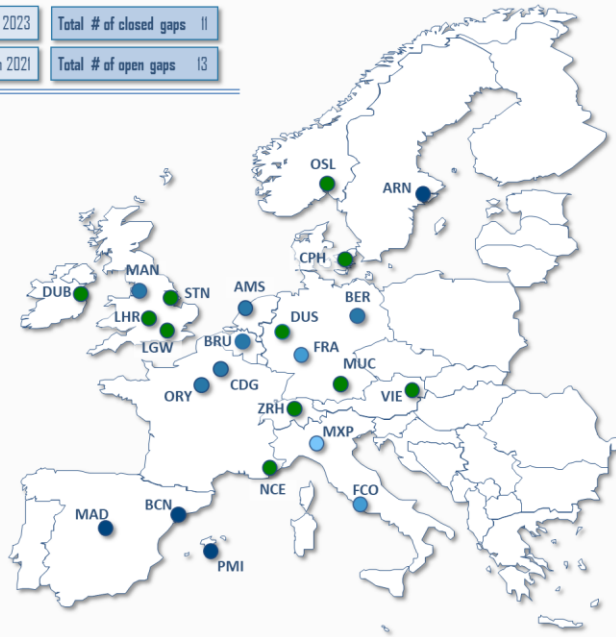 2023
Total # of closed gaps 11
2021
Total # of open gaps 13
OSL
ARN
CPH
MAN
DUB
STN
AMS
BER
LHR
DUS
LGW
BRU
FRA
MUC
CDG
ORY
VIE
ZRH
MXP
NCE
FCO
BCN
MAD
PMI